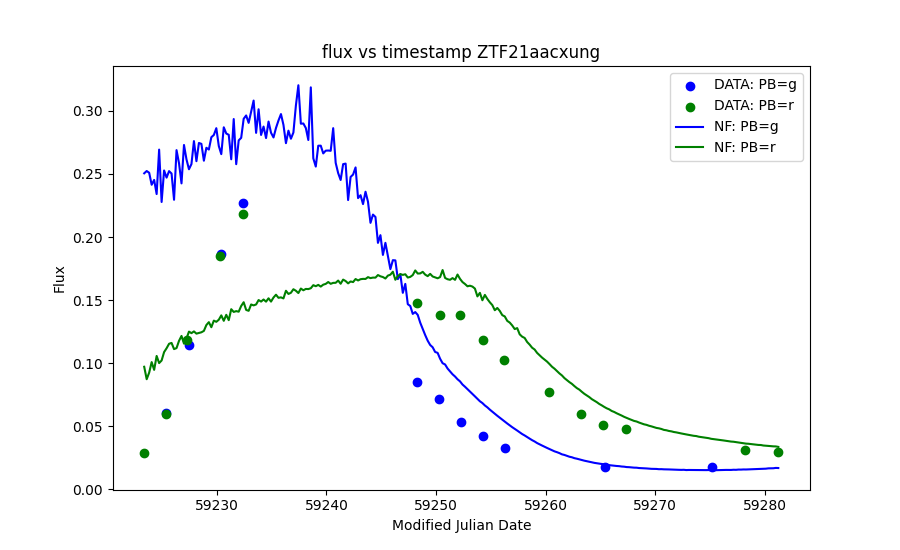 flux vs timestamp ZTF21aacxung
DATA: PB=g
DATA: PB=r
NF: PB=g
NF: PB=r
0.30
0.25
0.20
0.15
0.10
0.05
0.00
Flux
59230 59240 59250 59260 59270 59280
Modified Julian Date